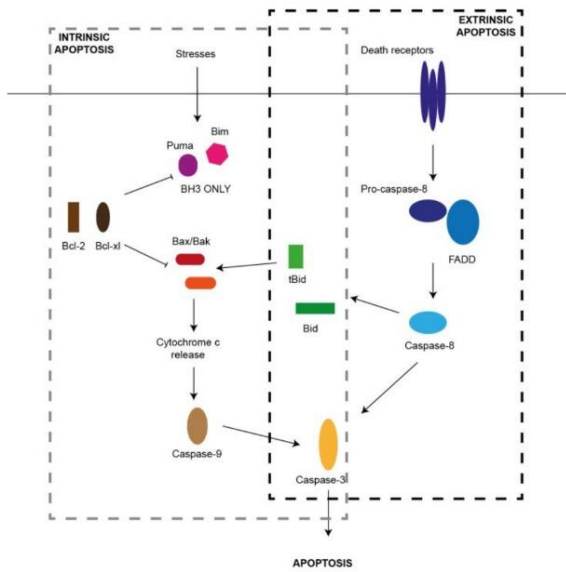 INTRINSIC
APOPTOSIS
EXTRINSIC
APOPTOSIS
Stresses
Death receptors
Bim
Puma
BH3 ONLY
Pro-caspase-8
FADD
Bcl-2
Bcl-xl
Bax/Bak
tBid
Bid
Caspase-8
Cytochrome c
release
Caspase-9
Caspase-3
APOPTOSIS